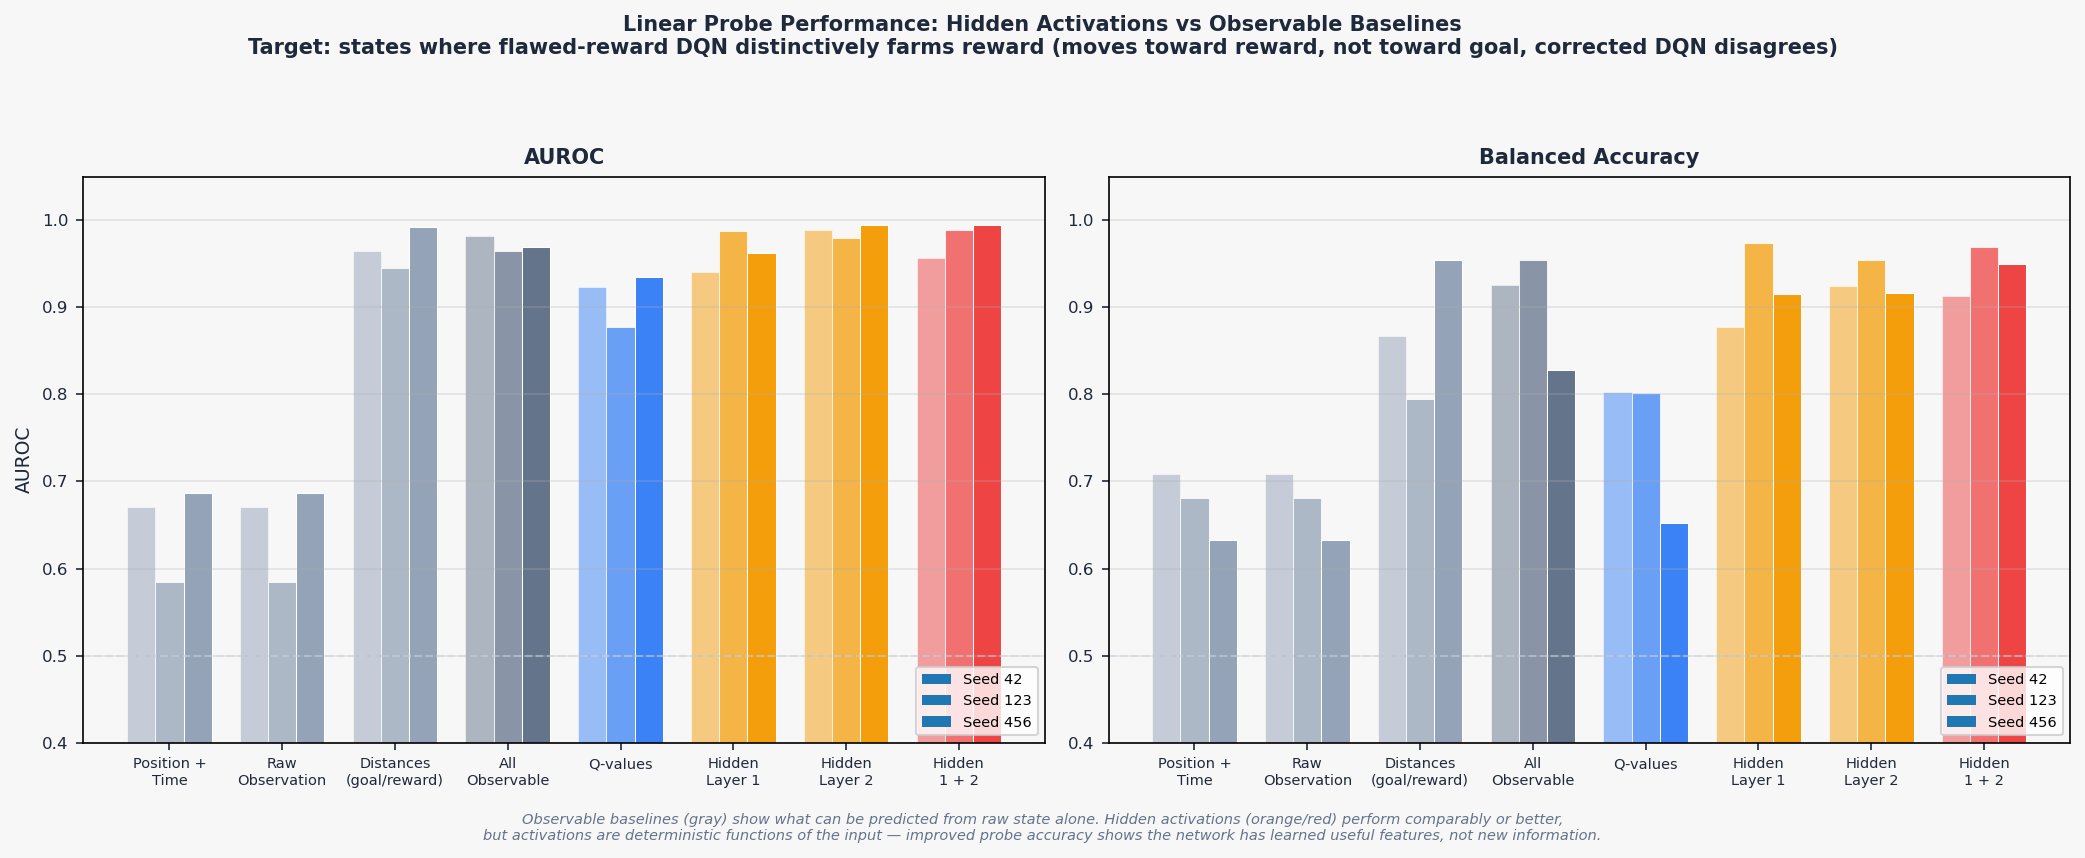 Linear Probe Performance: Hidden Activations vs Observable Baselines
Target: states where flawed-reward DQN distinctively farms reward (moves toward reward, not toward goal, corrected DQN disagrees)
AUROC
AUROC
1.0
0.9
0.8
0.7
0.6
0.5
0.4
Seed 42
Seed 123
Seed 456
Position +
Time
Raw
Observation
Distances
(goal/reward)
All
Observable
Q-values
Hidden
Layer 1
Hidden
Layer 2
Hidden
1 + 2
Balanced Accuracy
1.0
0.9
0.8
0.7
0.6
0.5
0.4
Seed 42
Seed 123
Seed 456
Position +
Time
Raw
Observation
Distances
(goal/reward)
All
Observable
Q-values
Hidden
Layer 1
Hidden
Layer 2
Hidden
1 + 2
Observable baselines (gray) show what can be predicted from raw state alone. Hidden activations (orange/red) perform comparably or better,
but activations are deterministic functions of the input — improved probe accuracy shows the network has learned useful features, not new information.